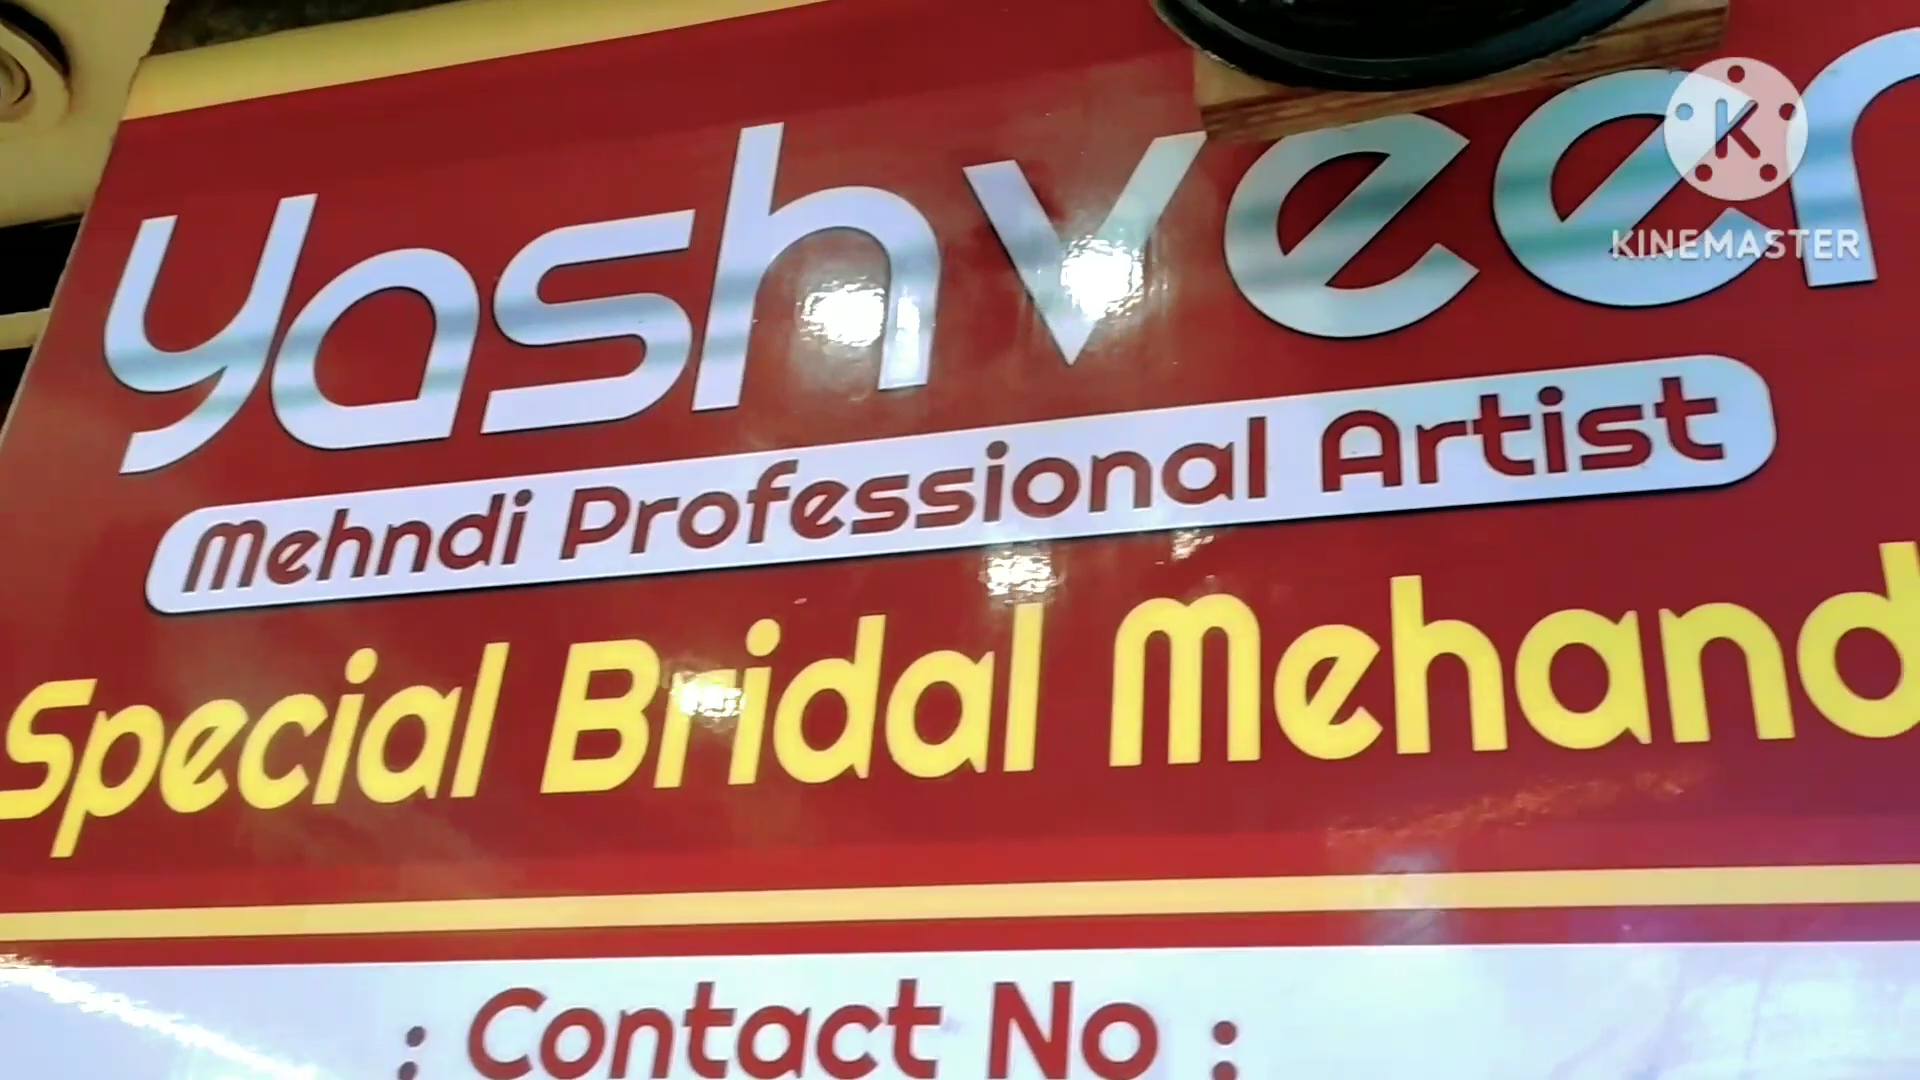 yashveer
K
KINEMASTER
Mehndi Professional Artist
Special Bridal Mehand
: Contact No :